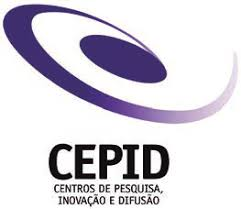 CEPID
CENTROS DE PESQUISA,
INOVAÇÃO E DIFUSÃO